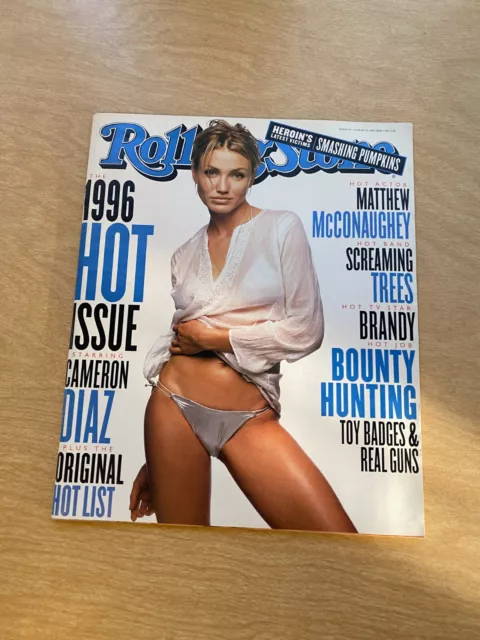 HEROIN'S
LATEST VICTIMS
SMASHING PUMPKINS
Rolling Stone
THE
1996
HOT
ISSUE
STARRING
CAMERON
DIAZ
PLUS THE
ORIGINAL
HOT LIST
HOT ACTOR
MATTHEW
McCONAUGHEY
HOT BAND
SCREAMING
TREES
HOT TV STAR
BRANDY
HOT JOB
BOUNTY
HUNTING
TOY BADGES &
REAL GUNS